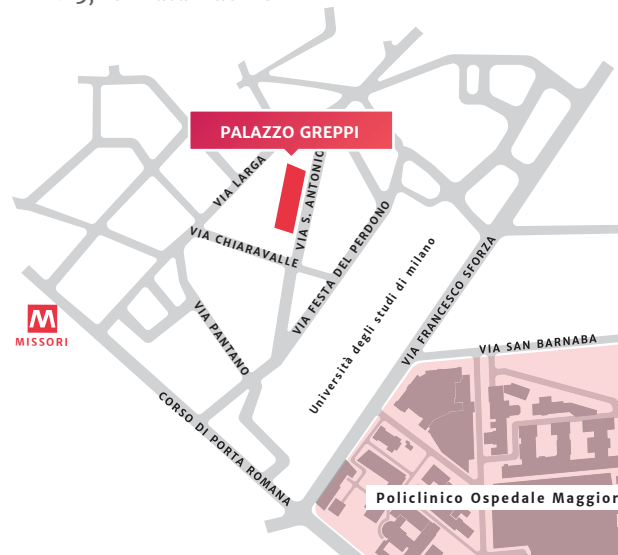 PALAZZO GREPPI
VIA LARGA
VIA S. ANTONIO
VIA CHIARAVALLE
VIA FESTA DEL PERDONO
VIA PANTANO
Università degli studi di milano
VIA FRANCESCO SFORZA
VIA SAN BARNABA
M
MISSORI
CORSO DI PORTA ROMANA
Policlinico Ospedale Maggior